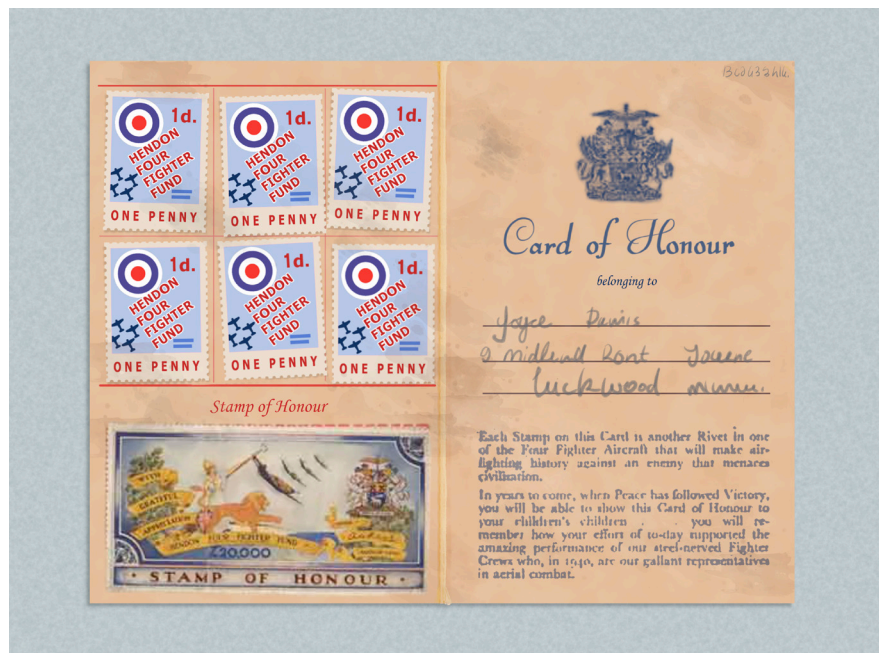 1d.
HENDON
FOUR
FIGHTER
FUND
ONE PENNY
1d.
HENDON
FOUR
FIGHTER
FUND
ONE PENNY
1d.
HENDON
FOUR
FIGHTER
FUND
ONE PENNY
1d.
HENDON
FOUR
FIGHTER
FUND
ONE PENNY
1d.
HENDON
FOUR
FIGHTER
FUND
ONE PENNY
1d.
HENDON
FOUR
FIGHTER
FUND
ONE PENNY
Stamp of Honour
WITH
GRATEFUL
APPRECIATION
HENDON FOUR FIGHTER FUND
£20,000
· STAMP OF HONOUR ·
Card of Honour
belonging to
Joyce
Luckwood
Each Stamp on this Card is another Rivet in one
of the Four Fighter Aircraft that will make air-
fighting history against an enemy that menaces
civilization.
In years to come, when Peace has followed Victory,
you will be able to show this Card of Honour to
your children's children . . you will re-
member how your effort of to-day supported the
amazing performance of our steel-nerved Fighter
Crews who, in 1940, are our gallant representatives
in aerial combat.